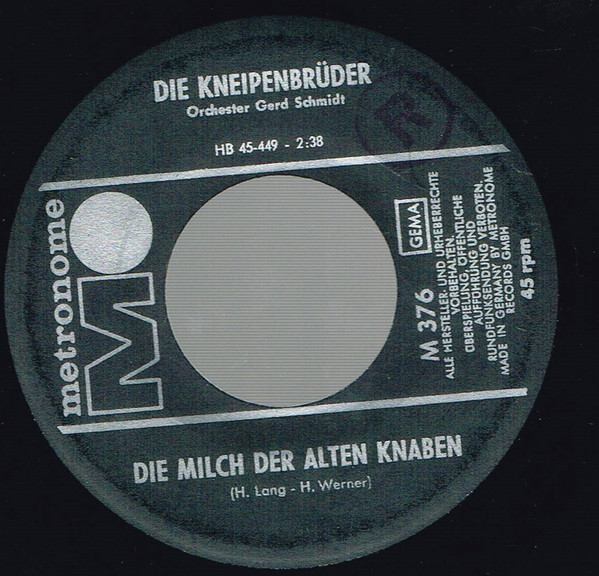 DIE KNEIPENBRÜDER
Orchester Gerd Schmidt
HB 45-449 - 2:38
metronome
M
GEMA
M 376
ALLE HERSTELLER- UND URHEBERRECHTE
VORBEHALTEN.
ÜBERSPIELUNG, ÖFFENTLICHE
AUFFÜHRUNG UND
RUNDFUNKSENDUNG VERBOTEN.
MADE IN GERMANY BY METRONOME
RECORDS GMBH
45 rpm
R
DIE MILCH DER ALTEN KNABEN
(H. Lang - H. Werner)